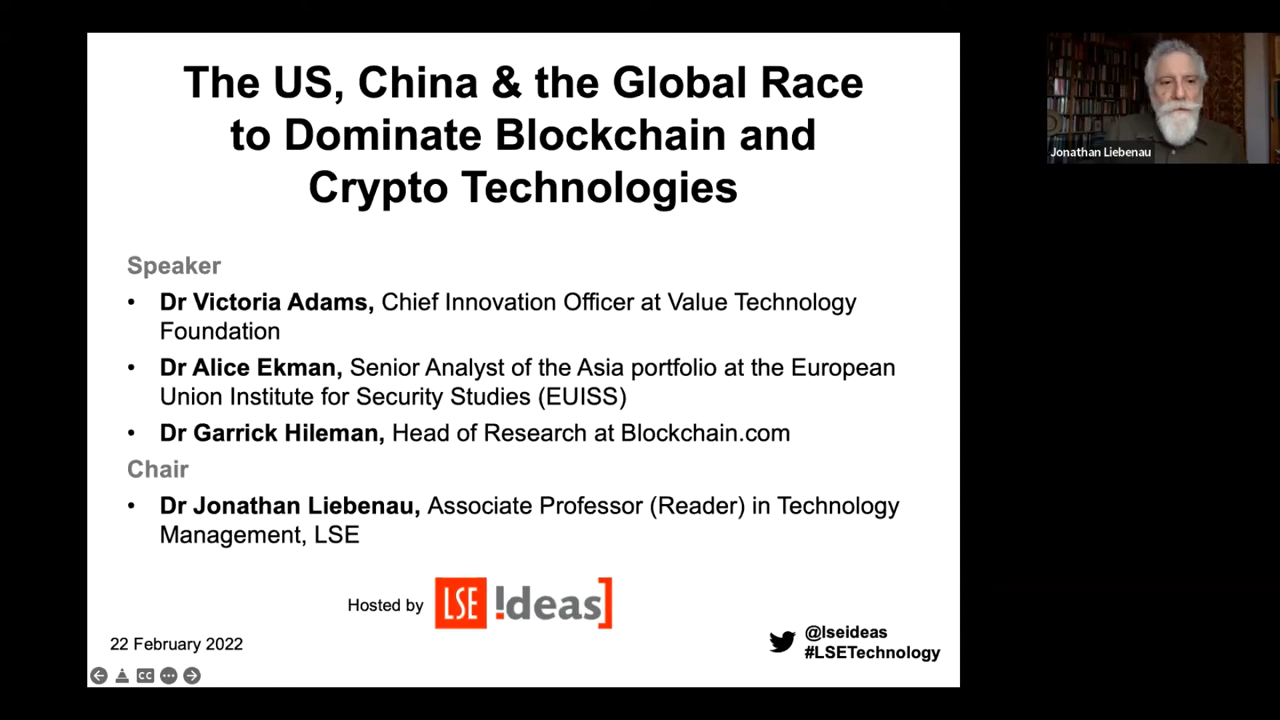 The US, China & the Global Race
to Dominate Blockchain and
Crypto Technologies
Speaker
• Dr Victoria Adams, Chief Innovation Officer at Value Technology
Foundation
• Dr Alice Ekman, Senior Analyst of the Asia portfolio at the European
Union Institute for Security Studies (EUISS)
• Dr Garrick Hileman, Head of Research at Blockchain.com
Chair
• Dr Jonathan Liebenau, Associate Professor (Reader) in Technology
Management, LSE
Hosted by LSE !deas]
22 February 2022
@lseideas
#LSETechnology
CC
Jonathan Liebenau